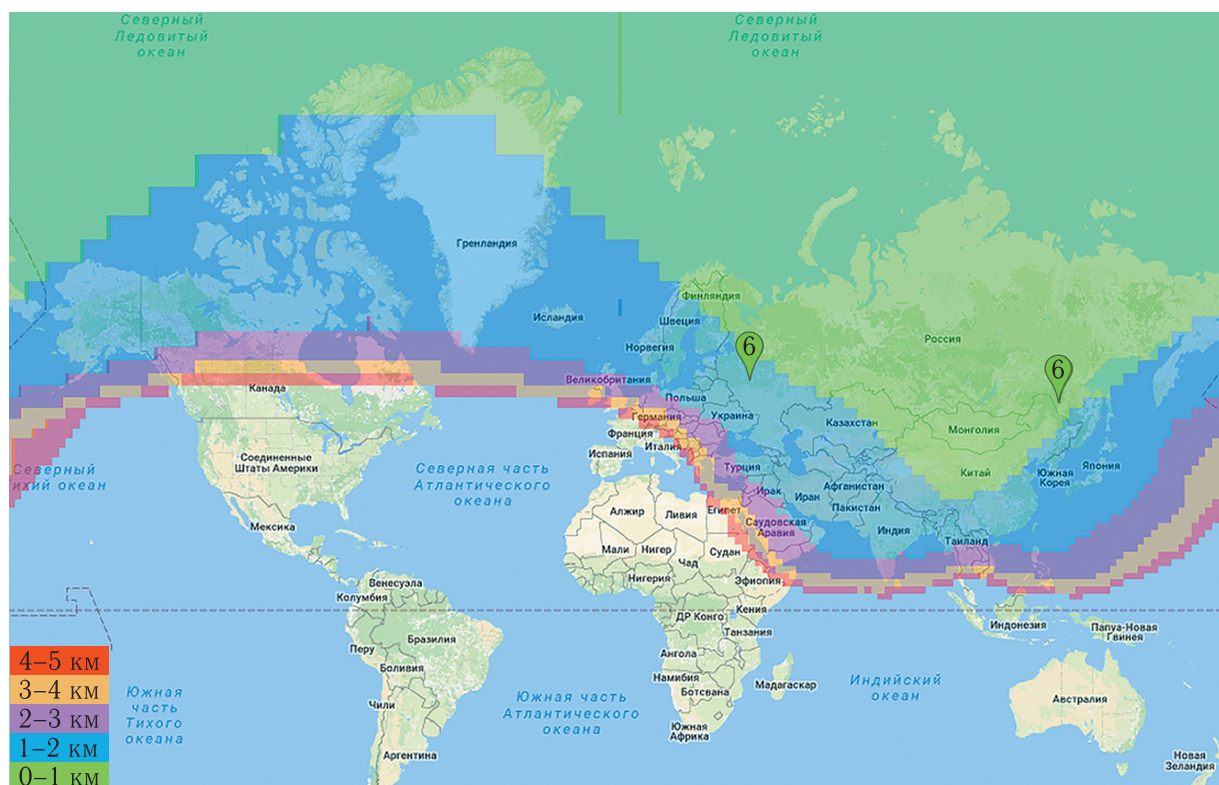 Северный
Ледовитый
океан
Северный
Ледовитый
океан
Гренландия
Финляндия
Исландия
Швеция
Норвегия
Россия
6
6
Великобритания
Канада
Польша
Германия
Украина
Казахстан
Монголия
Франция
Италия
Испания
Соединенные
Штаты Америки
Северная часть
Атлантического
океана
Турция
Китай
Южная
Корея
Япония
Северный
Тихий океан
Ирак
Иран
Афганистан
Пакистан
Алжир
Ливия
Египет
Саудовская
Аравия
Индия
Таиланд
Мексика
Мали
Нигер
Чад
Судан
Нигерия
Эфиопия
Венесуэла
Колумбия
Кения
ДР Конго
Танзания
Индонезия
Папуа-Новая
Гвинея
Перу
Бразилия
Боливия
Ангола
Намибия
Ботсвана
Мадагаскар
Индийский
океан
Австралия
Чили
Южная
часть
Тихого
океана
Южная часть
Атлантического
океана
Южная
Африка
Аргентина
Новая
Зеландия
4–5 км
3–4 км
2–3 км
1–2 км
0–1 км